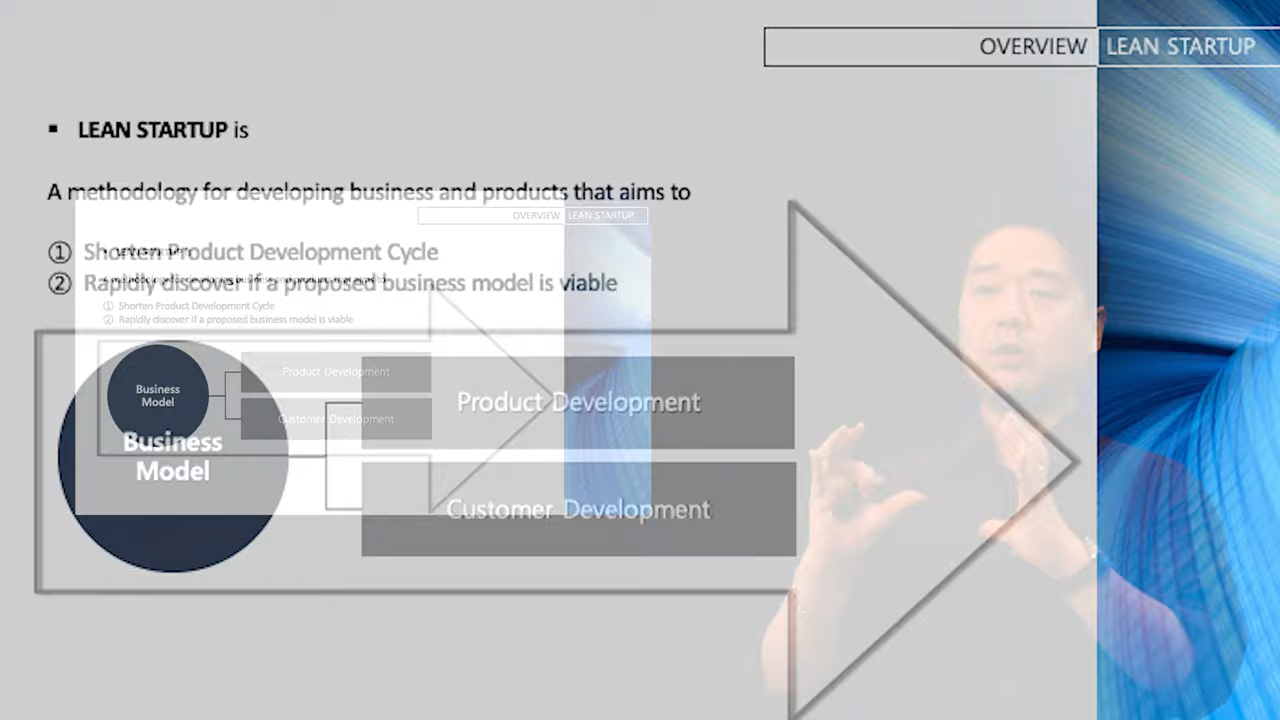 OVERVIEW LEAN STARTUP
▪ LEAN STARTUP is
A methodology for developing business and products that aims to
① Shorten Product Development Cycle
② Rapidly discover if a proposed business model is viable
Business
Model
Product Development
Customer Development
OVERVIEW LEAN STARTUP
① Shorten Product Development Cycle
② Rapidly discover if a proposed business model is viable
Business
Model
Product Development
Customer Development